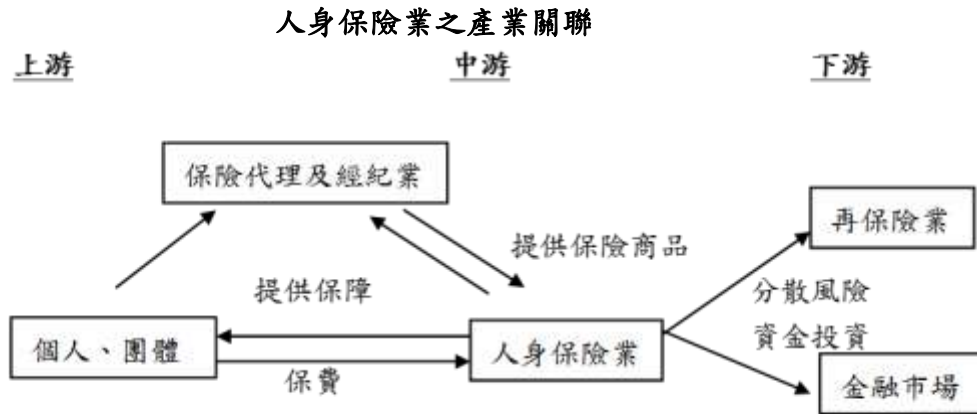 人身保險業之產業關聯
上游
中游
下游
保險代理及經紀業
再保險業
提供保險商品
提供保障
分散風險
個人、團體
人身保險業
資金投資
保費
金融市場